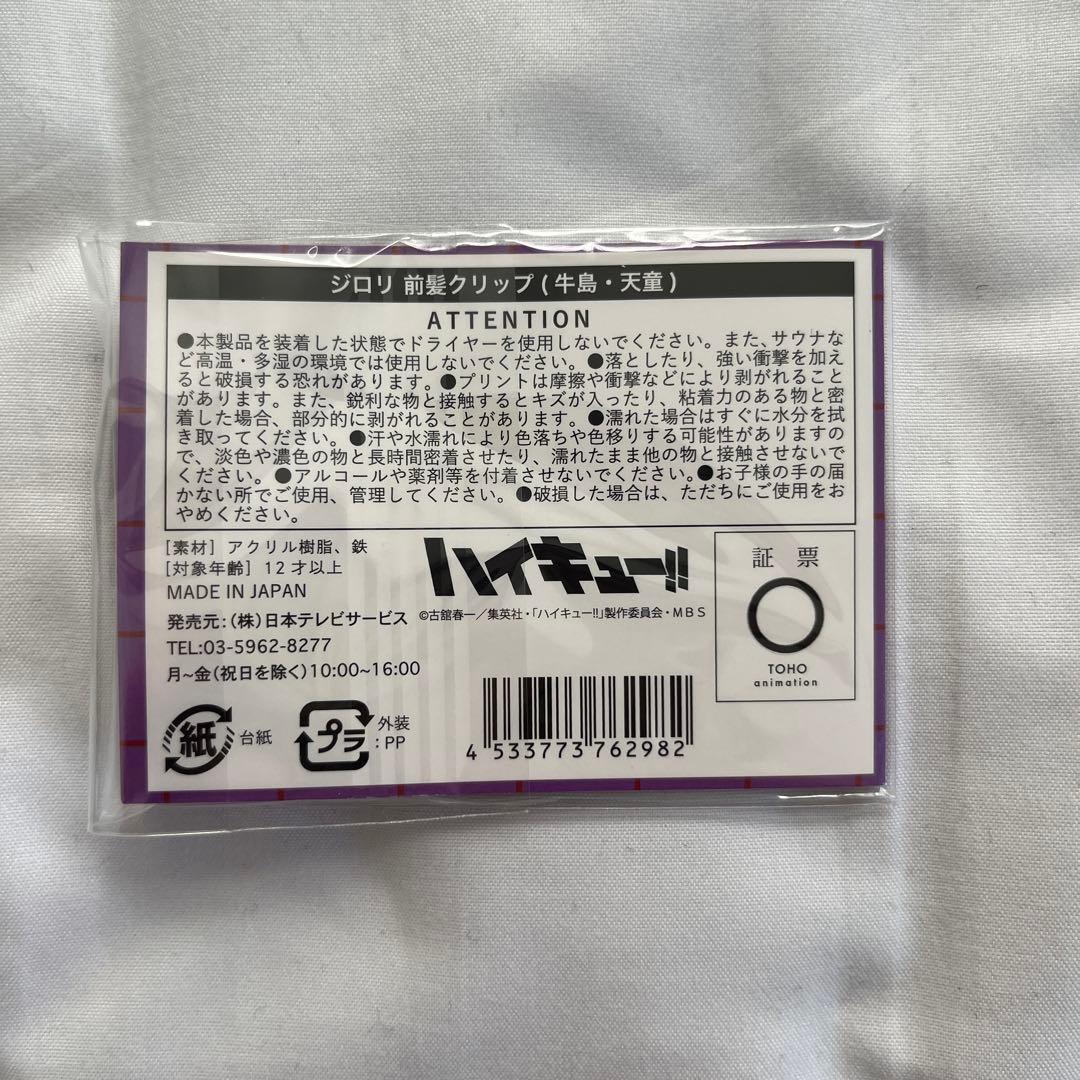 ジロリ 前髪クリップ(牛島・天童)
ATTENTION
●本製品を装着した状態でドライヤーを使用しないでください。また、サウナな
ど高温・多湿の環境では使用しないでください。●落としたり、強い衝撃を加え
ると破損する恐れがあります。●プリントは摩擦や衝撃などにより剥がれること
があります。また、鋭利な物と接触するとキズが入ったり、粘着力のある物と密
着した場合、部分的に剥がれることがあります。●濡れた場合はすぐに水分を拭
き取ってください。●汗や水濡れにより色落ちや色移りする可能性がありますの
で、淡色や濃色の物と長時間密着させたり、濡れたまま他の物と接触させないで
ください。●アルコールや薬剤等を付着させないでください。●お子様の手の届
かない所でご使用、管理してください。●破損した場合は、ただちにご使用をお
やめください。
[素材] アクリル樹脂、鉄
[対象年齢] 12才以上
MADE IN JAPAN
発売元:(株)日本テレビサービス
TEL:03-5962-8277
月~金(祝日を除く)10:00~16:00
ハイキュー!!
©古舘春一/集英社・「ハイキュー!!」製作委員会・MBS
証 票
TOHO
animation
紙
台紙
プラ
外装
:PP
4 533773 762982